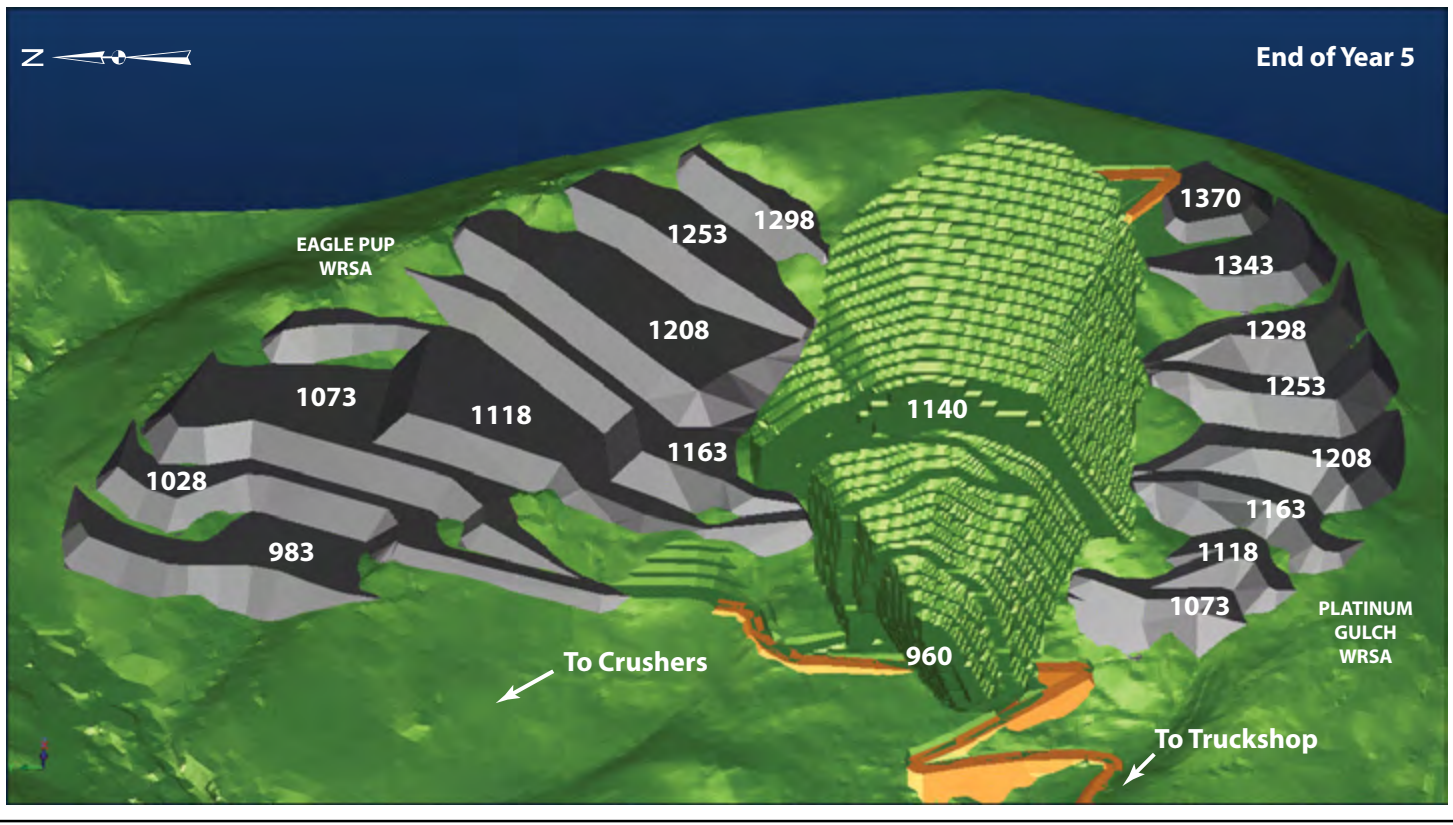 Z
End of Year 5
1370
1298
1253
EAGLE PUP
WRSA
1343
1208
1298
1253
1073
1118
1140
1163
1208
1028
1163
983
1118
1073
PLATINUM
GULCH
WRSA
To Crushers
960
To Truckshop